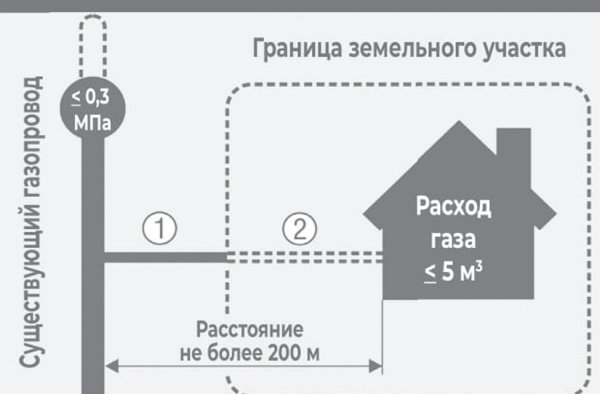 Граница земельного участка
Существующий газопровод
≤ 0,3
МПа
1
2
Расход
газа
≤ 5 м³
Расстояние
не более 200 м